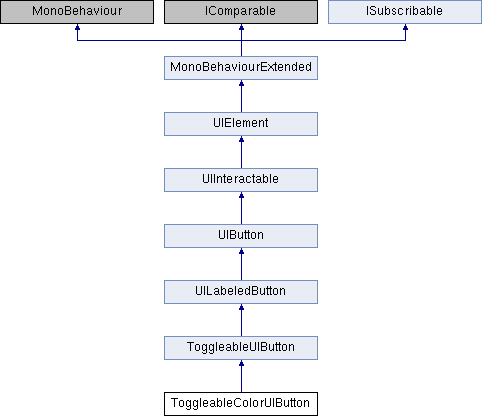 MonoBehaviour
IComparable
ISubscribable
MonoBehaviourExtended
UIElement
UIInteractable
UIButton
UILabeledButton
ToggleableUIButton
ToggleableColorUIButton